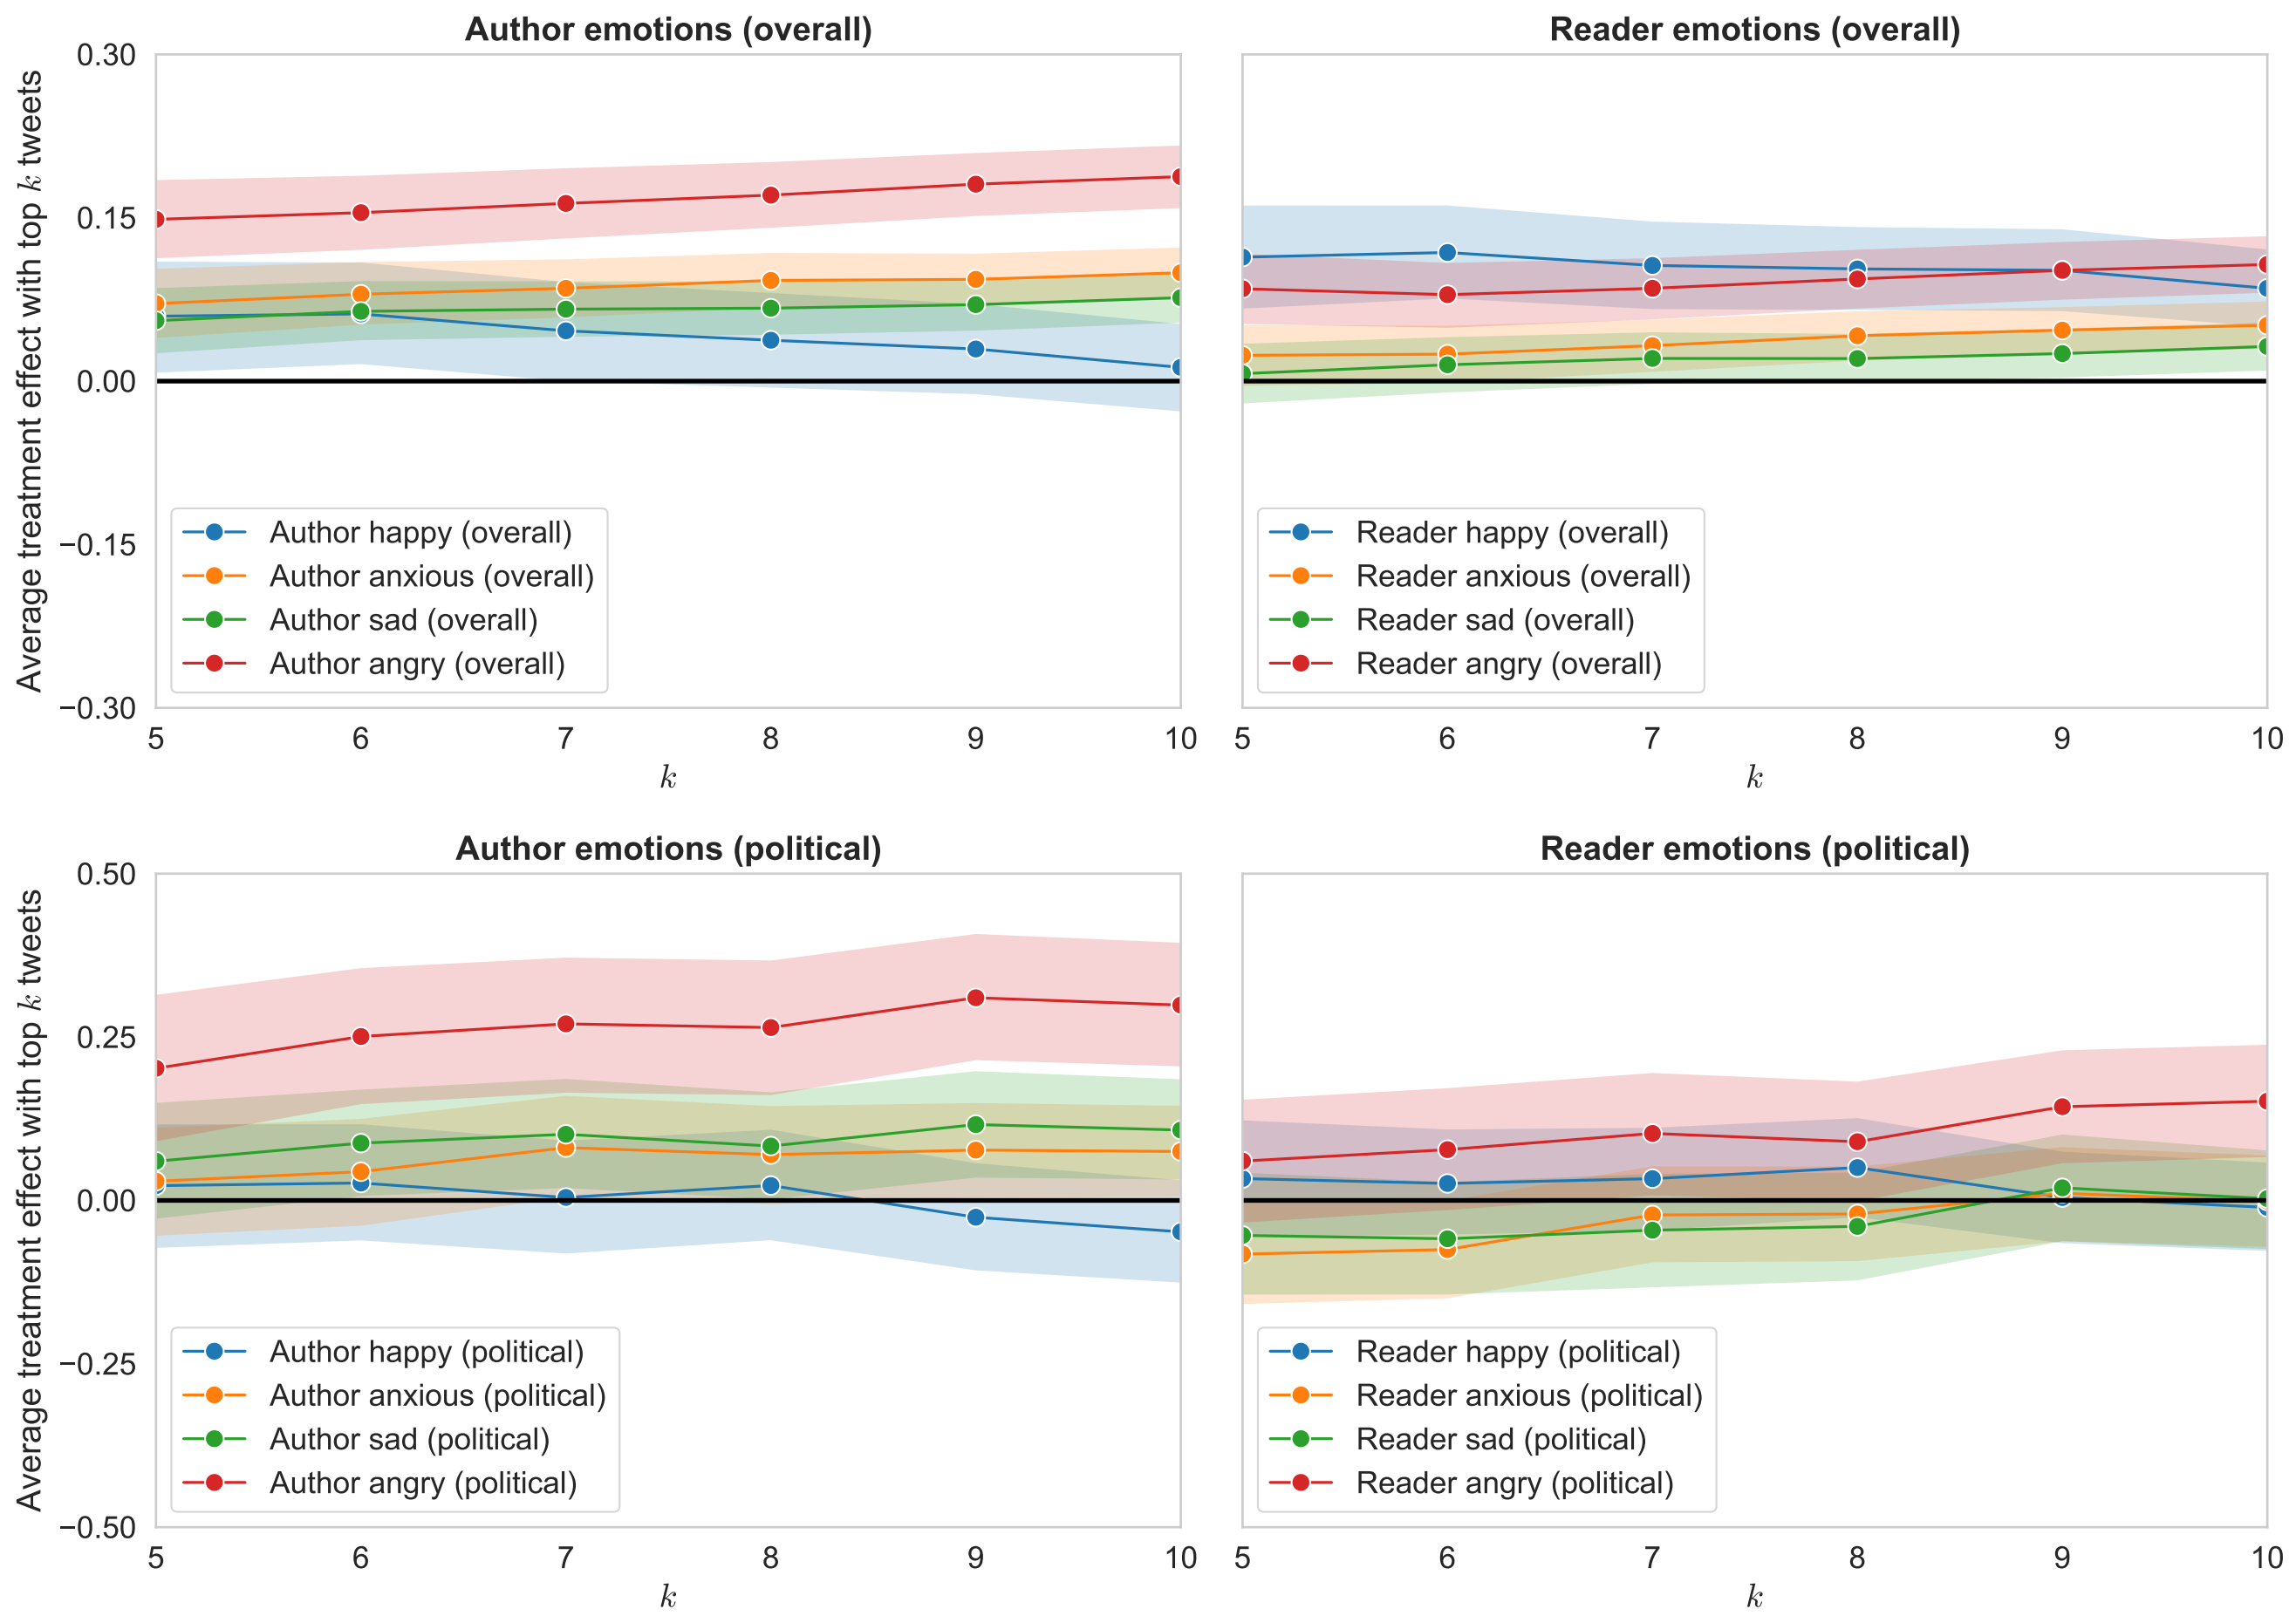 Author emotions (overall)
Average treatment effect with top k tweets
0.30
0.15
0.00
−0.15
−0.30
Author happy (overall)
Author anxious (overall)
Author sad (overall)
Author angry (overall)
5 6 7 8 9 10
k
Reader emotions (overall)
Reader happy (overall)
Reader anxious (overall)
Reader sad (overall)
Reader angry (overall)
5 6 7 8 9 10
k
Author emotions (political)
Average treatment effect with top k tweets
0.50
0.25
0.00
−0.25
−0.50
Author happy (political)
Author anxious (political)
Author sad (political)
Author angry (political)
5 6 7 8 9 10
k
Reader emotions (political)
Reader happy (political)
Reader anxious (political)
Reader sad (political)
Reader angry (political)
5 6 7 8 9 10
k